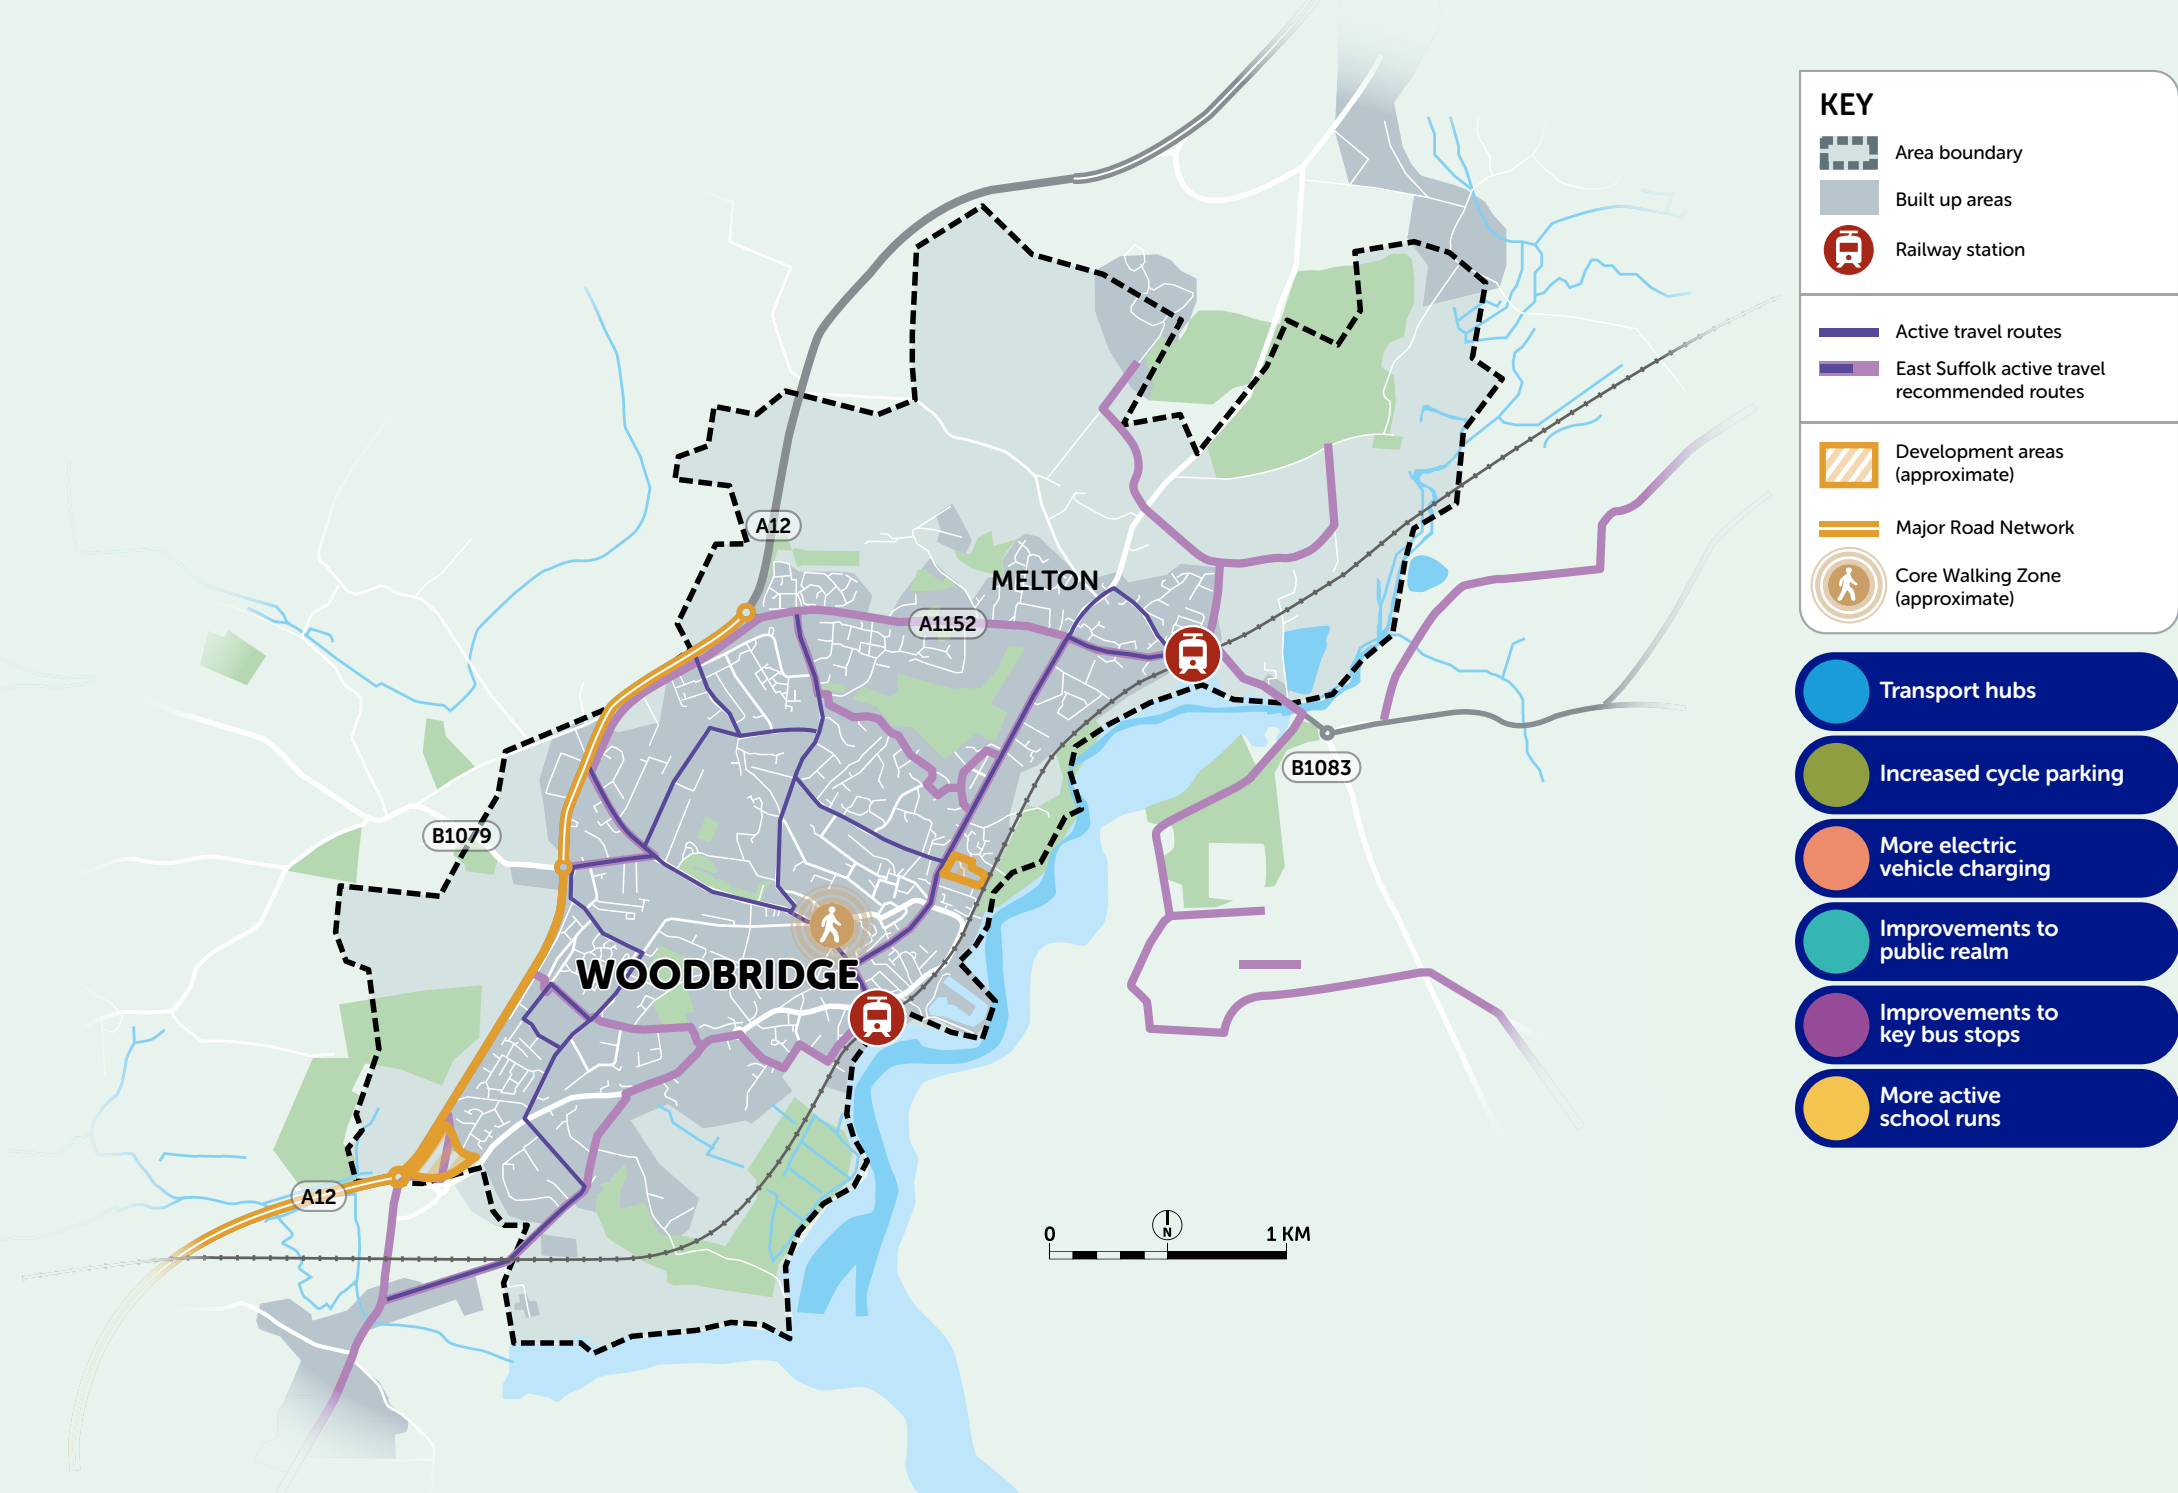 KEY
Area boundary
Built up areas
Railway station
Active travel routes
East Suffolk active travel
recommended routes
Development areas
(approximate)
Major Road Network
Core Walking Zone
(approximate)
Transport hubs
Increased cycle parking
More electric
vehicle charging
Improvements to
public realm
Improvements to
key bus stops
More active
school runs
A12
MELTON
A1152
B1083
B1079
WOODBRIDGE
A12
0
N
1 KM